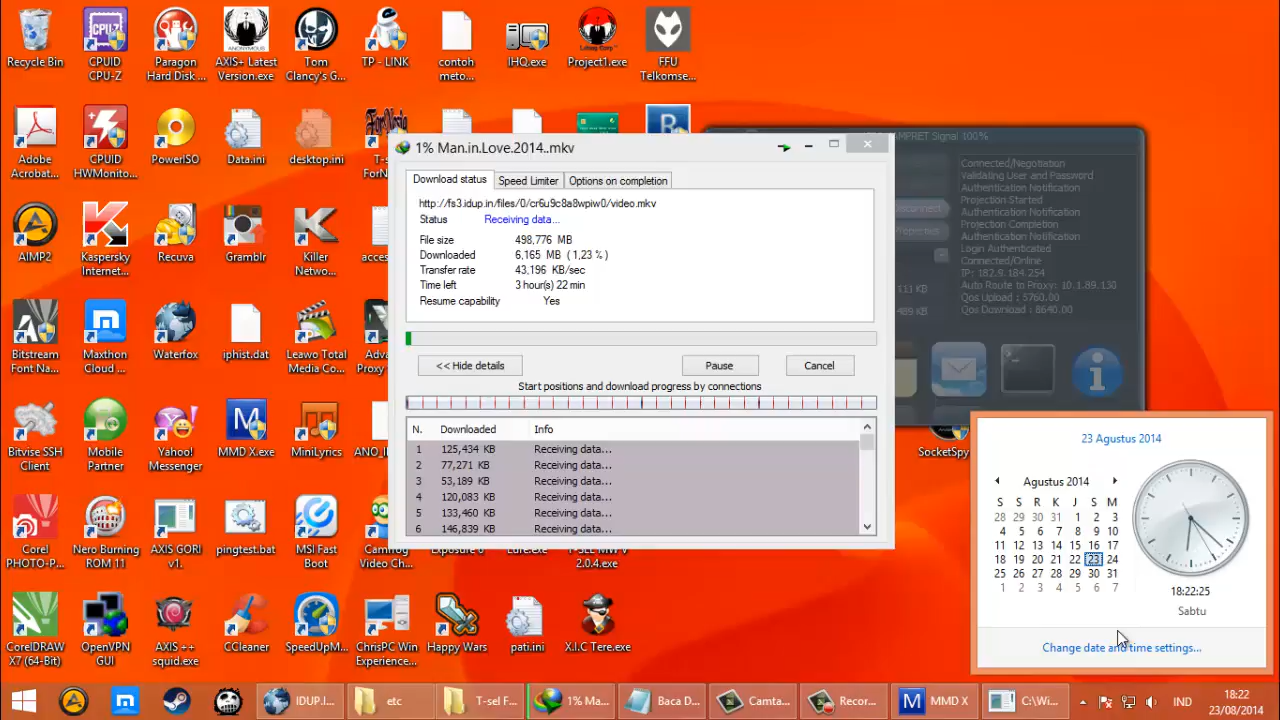 Recycle Bin
CPUID
CPU-Z
Paragon
Hard Disk ...
AXIS+ Latest
Version.exe
Tom
Clancy's G...
TP - LINK
contoh
meto...
IHQ.exe
Project1.exe
FFU
Telkomse...
Adobe
Acrobat...
CPUID
HWMonito...
PowerISO
Data.ini
desktop.ini
AIMP2
Kaspersky
Internet...
Recuva
Gramblr
Killer
Netwo...
Bitstream
Font Na...
Maxthon
Cloud ...
Waterfox
iphist.dat
Leawo Total
Media Co...
Bitvise SSH
Client
Mobile
Partner
Yahoo!
Messenger
MMD X.exe
MiniLyrics
SocketSpy
Corel
PHOTO-P...
Nero Burning
ROM 11
AXIS GORI
v1.
pingtest.bat
MSI Fast
Boot
Camfrog
Video Ch...
2.0.4.exe
CorelDRAW
X7 (64-Bit)
OpenVPN
GUI
AXIS ++
squid.exe
CCleaner
SpeedUpM...
ChrisPC Win
Experience...
Happy Wars
pati.ini
X.I.C Tere.exe
1% Man.in.Love.2014..mkv
Download status
Speed Limiter
Options on completion
http://fs3.idup.in/files/0/cr6u9c8a8wpiw0/video.mkv
Status Receiving data...
File size 498,776 MB
Downloaded 6,165 MB ( 1,23 % )
Transfer rate 43,196 KB/sec
Time left 3 hour(s) 22 min
Resume capability Yes
<< Hide details
Pause
Cancel
Start positions and download progress by connections
N. Downloaded Info
1 125,434 KB Receiving data...
2 77,271 KB Receiving data...
3 53,189 KB Receiving data...
4 120,083 KB Receiving data...
5 133,460 KB Receiving data...
6 146,839 KB Receiving data...
Signal 100%
Connected/Negotiation
Validating User and Password
Authentication Notification
Projection Started
Authentication Notification
Projection Completion
Authentication Notification
Login Authenticated
Connected/Online
IP: 182.9.184.254
Auto Route to Proxy: 10.1.89.130
Qos Upload : 5760.00
Qos Download : 8640.00
23 Agustus 2014
Agustus 2014
S S R K J S M
28 29 30 31 1 2 3
4 5 6 7 8 9 10
11 12 13 14 15 16 17
18 19 20 21 22 23 24
25 26 27 28 29 30 31
1 2 3 4 5 6 7
18:22:25
Sabtu
Change date and time settings...
IDUP.I...
etc
T-sel F...
1% Ma...
Baca D...
Camta...
Recor...
MMD X
C:\Wi...
IND
18:22
23/08/2014